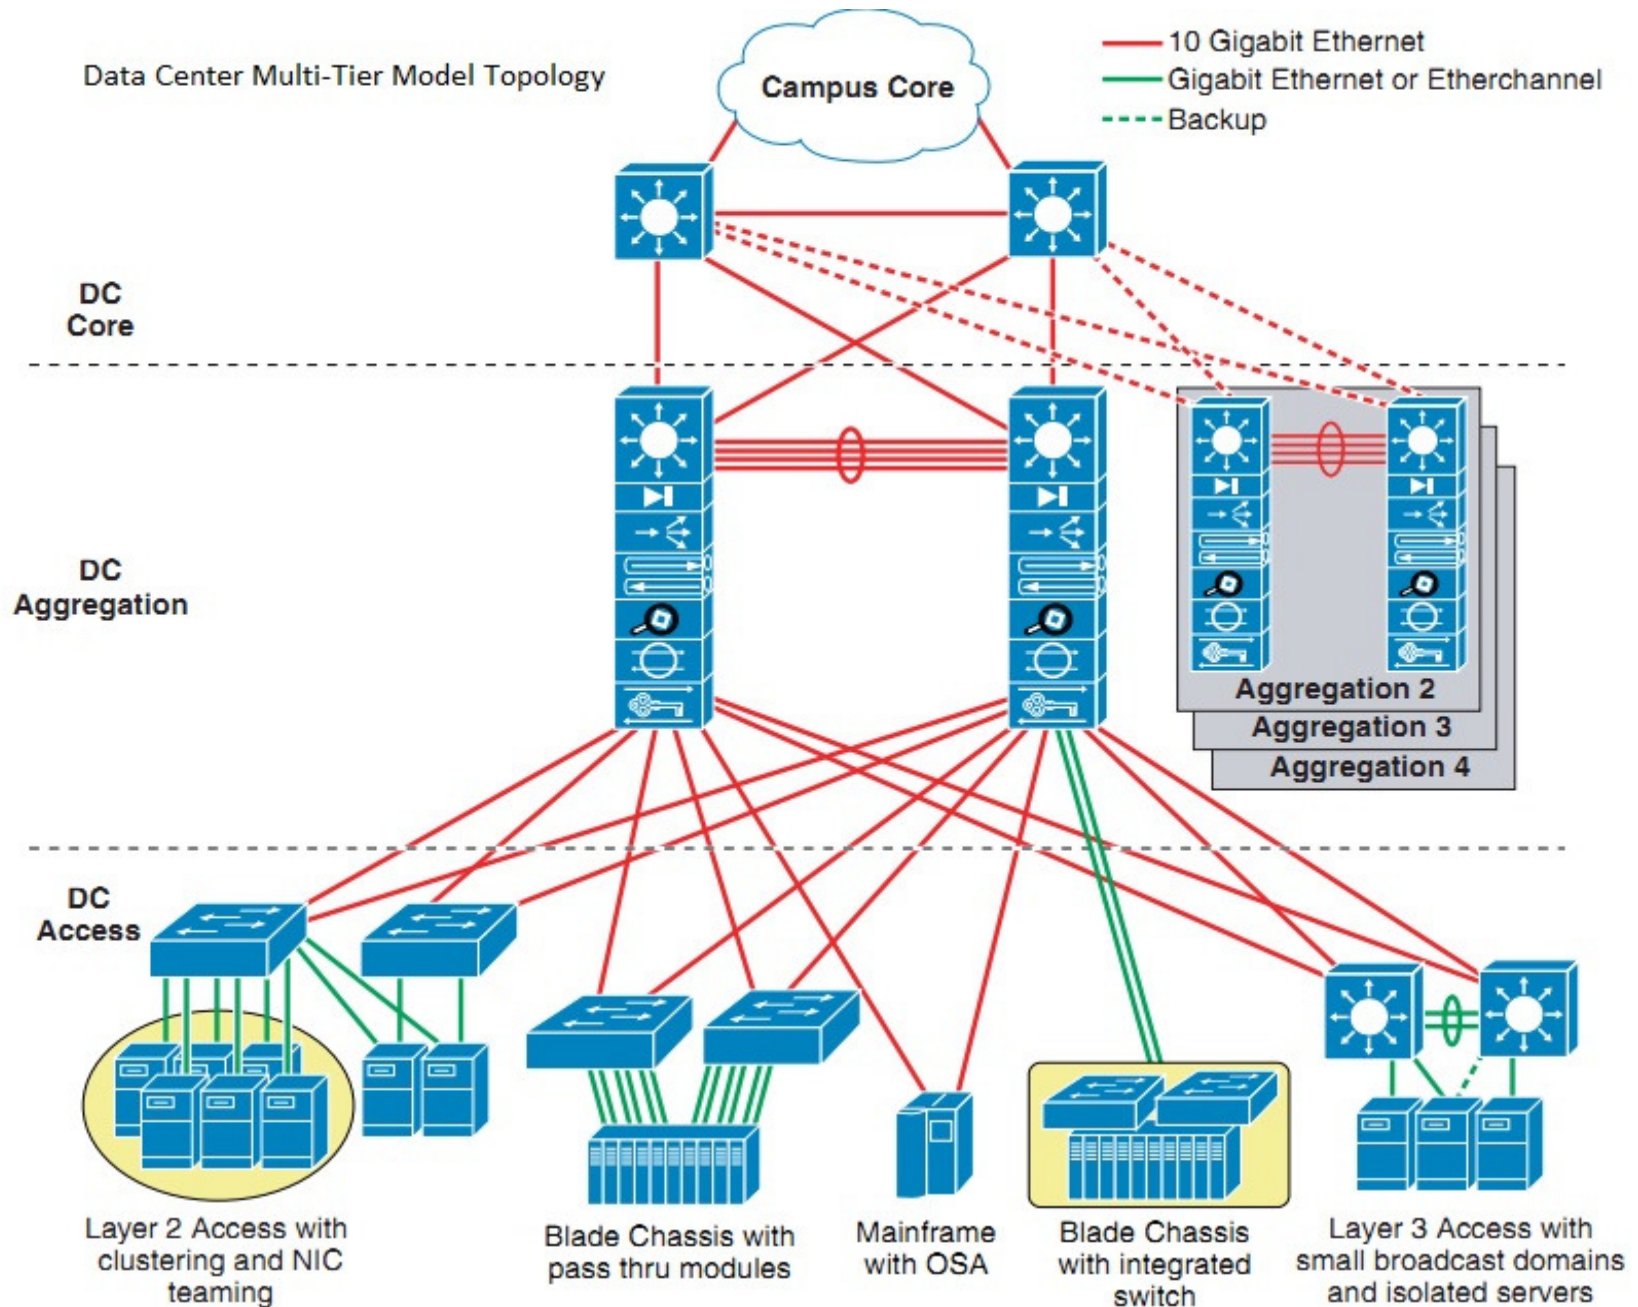 Data Center Multi-Tier Model Topology
Campus Core
10 Gigabit Ethernet
Gigabit Ethernet or Etherchannel
Backup
DC
Core
DC
Aggregation
Aggregation 2
Aggregation 3
Aggregation 4
DC
Access
Layer 2 Access with
clustering and NIC
teaming
Blade Chassis with
pass thru modules
Mainframe
with OSA
Blade Chassis
with integrated
switch
Layer 3 Access with
small broadcast domains
and isolated servers